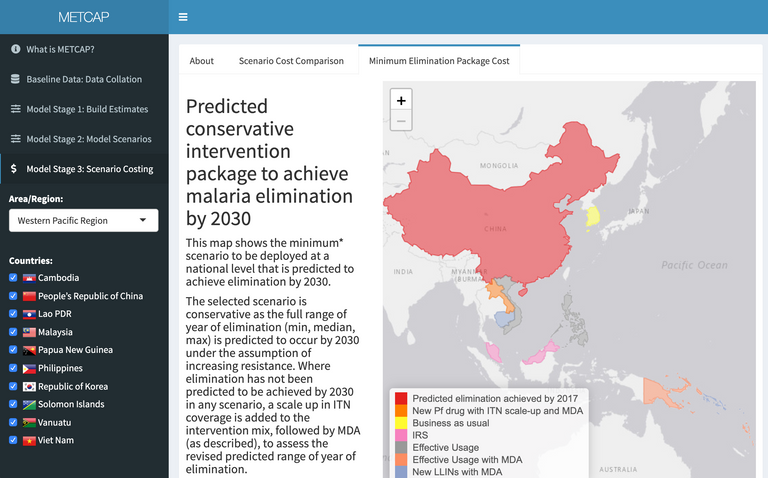 METCAP
What is METCAP?
Baseline Data: Data Collation
Model Stage 1: Build Estimates
Model Stage 2: Model Scenarios
Model Stage 3: Scenario Costing
Area/Region:
Western Pacific Region
Countries:
Cambodia
People's Republic of China
Lao PDR
Malaysia
Papua New Guinea
Philippines
Republic of Korea
Solomon Islands
Vanuatu
Viet Nam
About
Scenario Cost Comparison
Minimum Elimination Package Cost
Predicted
conservative
intervention
package to achieve
malaria elimination
by 2030
This map shows the minimum*
scenario to be deployed at a
national level that is predicted to
achieve elimination by 2030.
The selected scenario is
conservative as the full range of
year of elimination (min, median,
max) is predicted to occur by 2030
under the assumption of
increasing resistance. Where
elimination has not been
predicted to be achieved by 2030
in any scenario, a scale up in ITN
coverage is added to the
intervention mix, followed by MDA
(as described), to assess the
revised predicted range of year of
elimination.
+
−
MONGOLIA
CHINA
JAPAN
INDIA
MYANMAR
(BURMA)
Pacific Ocean
AUSTRALIA
Predicted elimination achieved by 2017
New Pf drug with ITN scale-up and MDA
Business as usual
IRS
Effective Usage
Effective Usage with MDA
New LLINs with MDA